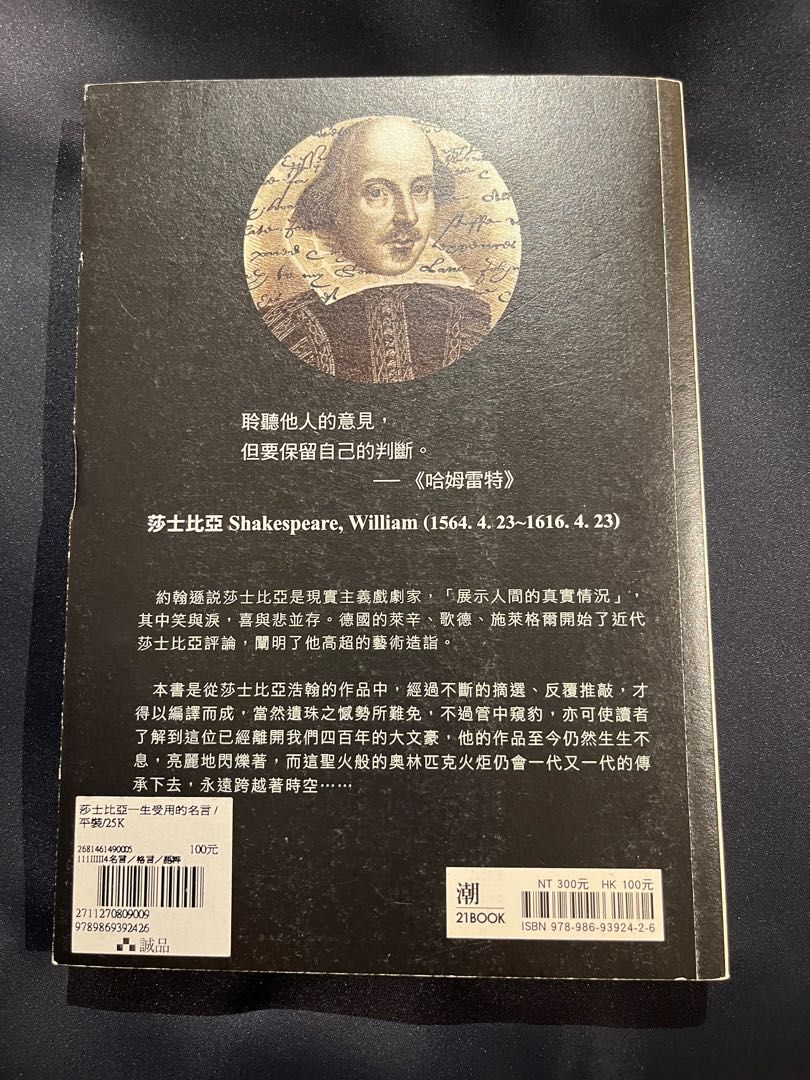 聆聽他人的意見，
但要保留自己的判斷。
——《哈姆雷特》
莎士比亞 Shakespeare, William (1564. 4. 23~1616. 4. 23)
約翰遜說莎士比亞是現實主義戲劇家，「展示人間的真實情況」，
其中笑與淚，喜與悲並存。德國的萊辛、歌德、施萊格爾開始了近代
莎士比亞評論，闡明了他高超的藝術造詣。
本書是從莎士比亞浩瀚的作品中，經過不斷的摘選、反覆推敲，才
得以編譯而成，當然遺珠之憾勢所難免，不過管中窺豹，亦可使讀者
了解到這位已經離開我們四百年的大文豪，他的作品至今仍然生生不
息，亮麗地閃爍著，而這聖火般的奧林匹克火炬仍會一代又一代的傳
承下去，永遠跨越著時空……
莎士比亞一生受用的名言/
平裝/25K
2681461490005 100元
名言／格言／語粹
2711270809009
9789869392426
誠品
潮
21BOOK
NT 300元 HK 100元
ISBN 978-986-93924-2-6